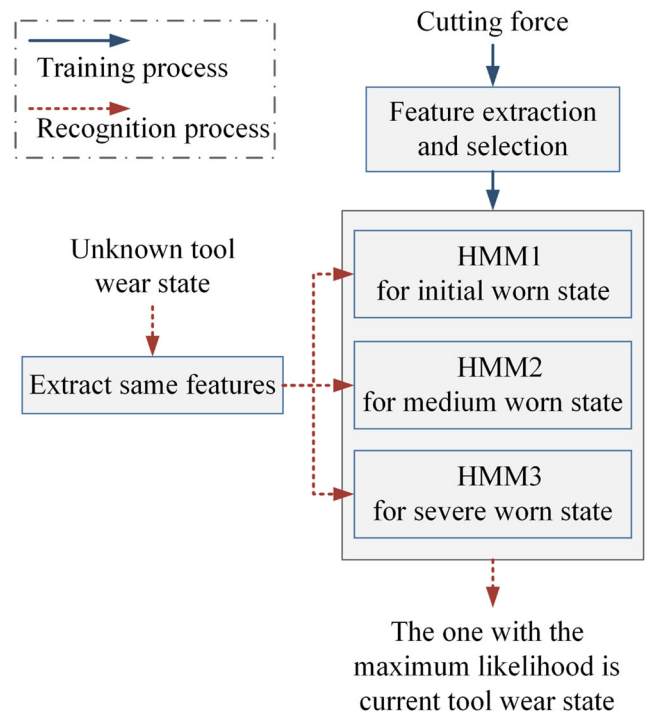 Training process
Recognition process
Cutting force
Feature extraction
and selection
Unknown tool
wear state
Extract same features
HMM1
for initial worn state
HMM2
for medium worn state
HMM3
for severe worn state
The one with the
maximum likelihood is
current tool wear state